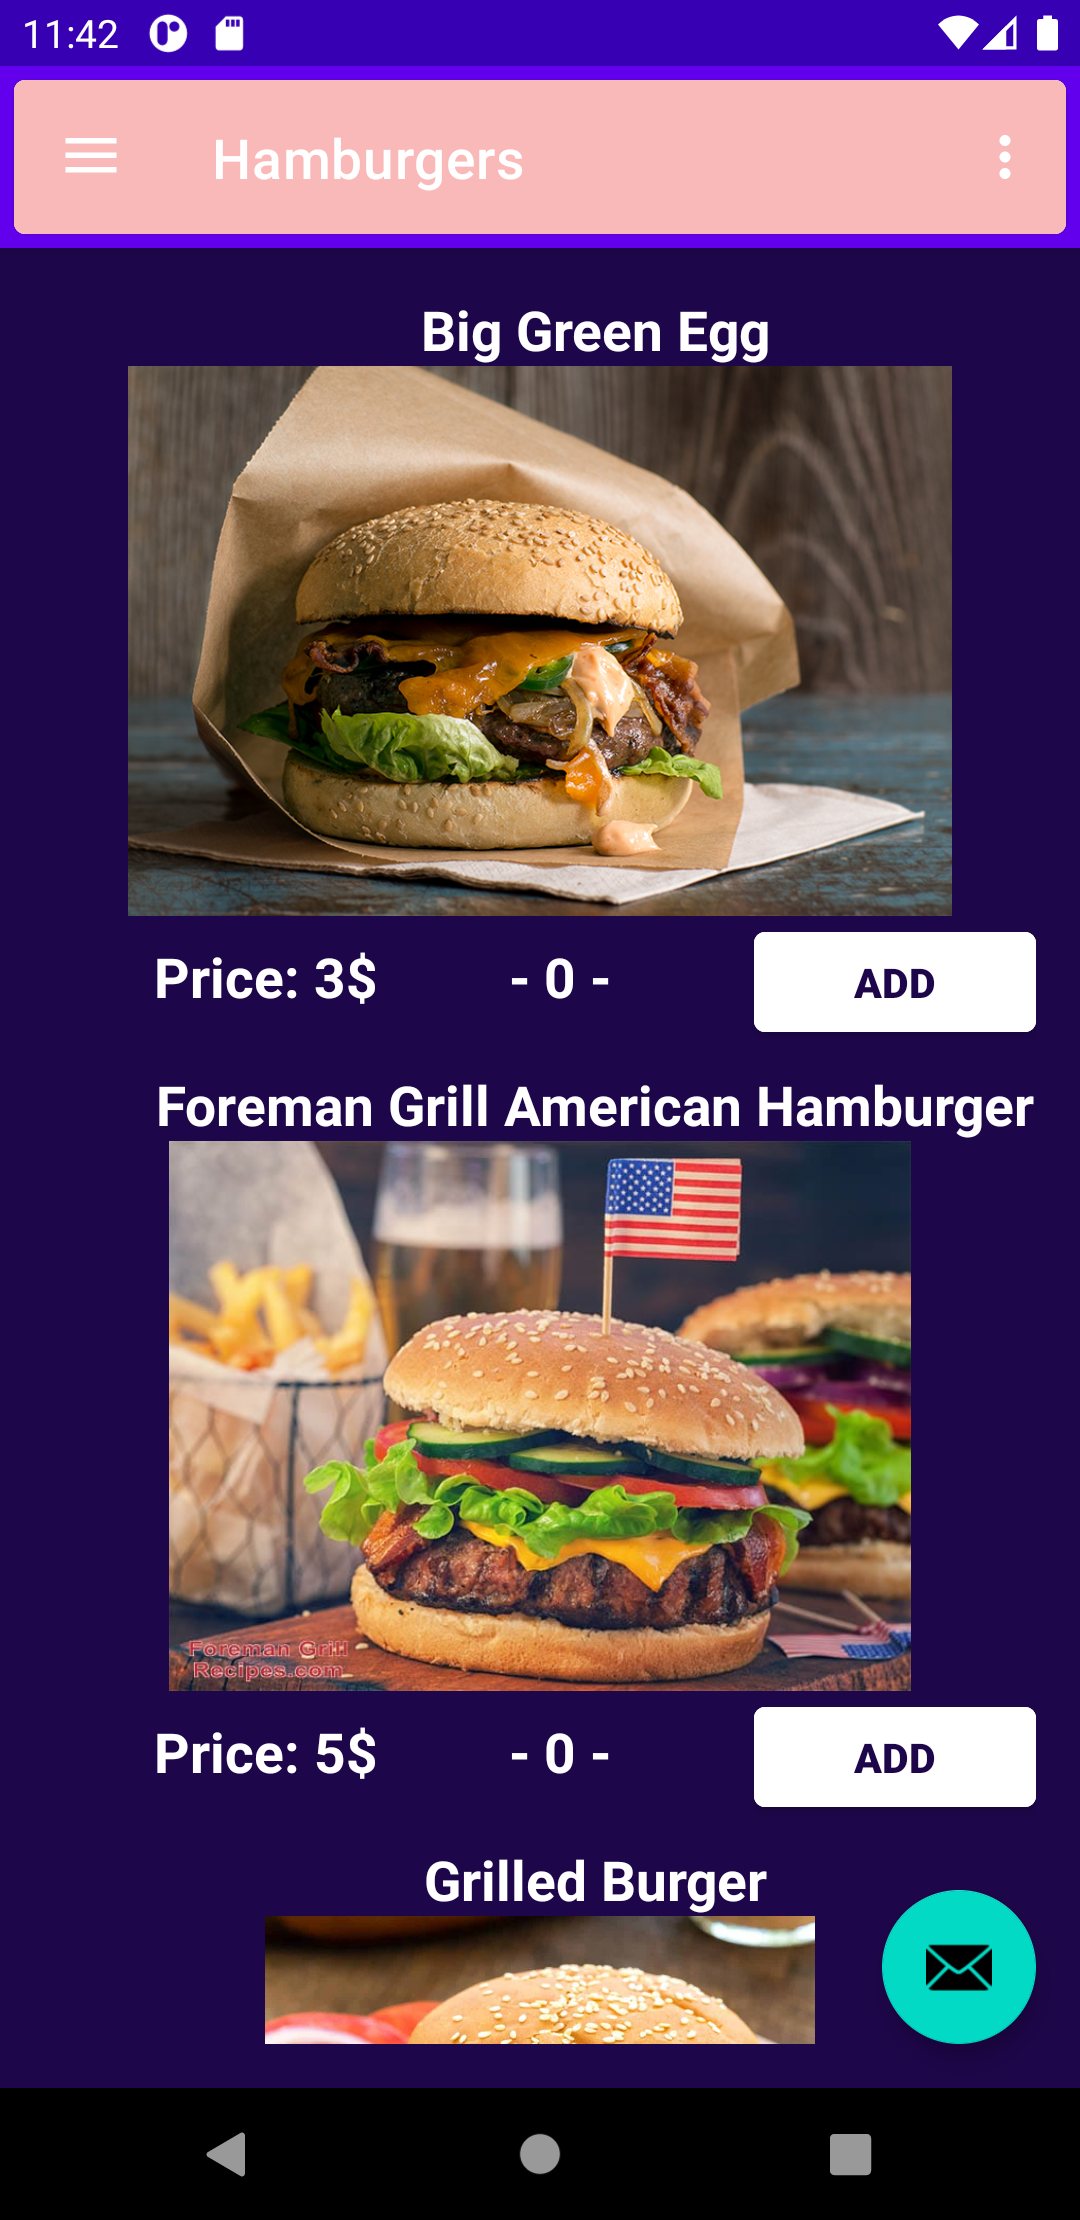 11:42
Hamburgers
Big Green Egg
Price: 3$ - 0 - ADD
Foreman Grill American Hamburger
Foreman Grill
Recipes.com
Price: 5$ - 0 - ADD
Grilled Burger